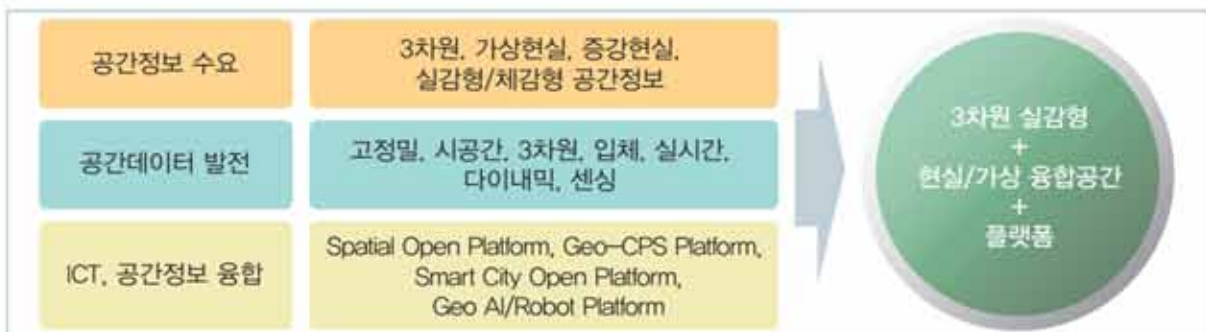 공간정보 수요
3차원, 가상현실, 증강현실,
실감형/체감형 공간정보
공간데이터 발전
고정밀, 시공간, 3차원, 입체, 실시간,
다이내믹, 센싱
ICT, 공간정보 융합
Spatial Open Platform, Geo-CPS Platform,
Smart City Open Platform,
Geo AI/Robot Platform
3차원 실감형
+
현실/가상 융합공간
+
플랫폼